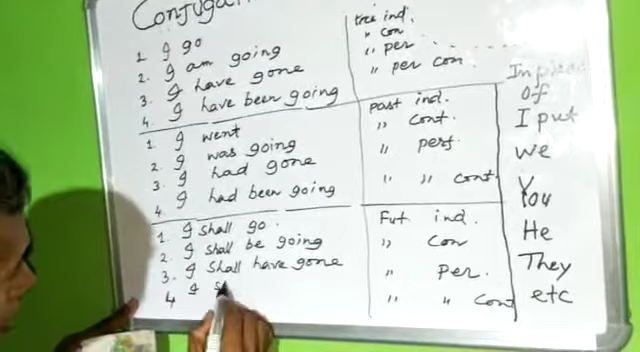 Conjugati
1. I go
2. I am going
3. I have gone
4. I have been going
ind.
" con
" per
" per con.
1. I went
2. I was going
3. I had gone
4. I had been going
past ind.
" cont.
" perf.
" " cont.
1. I shall go.
2. I shall be going
3. I shall have gone
4 I s
Fut ind.
" Con
" Per.
" " Cont
In place
off
I put
we
You
He
They
etc